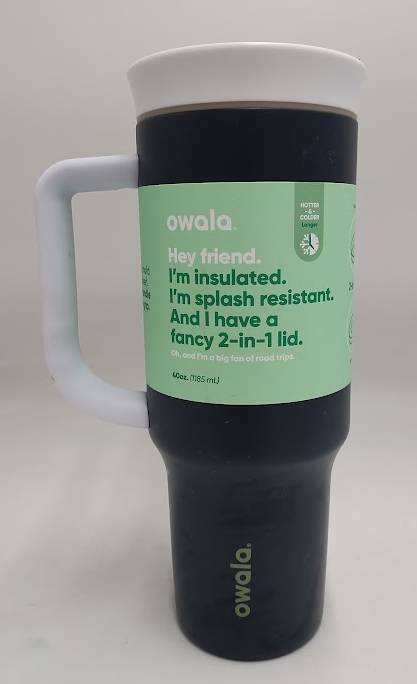 owala.
HOTTER
- & -
COLDER
Longer
Hey friend.
I'm insulated.
I'm splash resistant.
And I have a
fancy 2-in-1 lid.
Oh, and I'm a big fan of road trips.
40oz. (1185 mL)
owala.